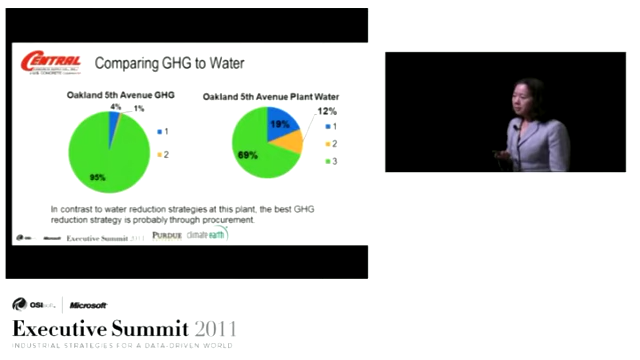 CENTRAL
Comparing GHG to Water
Oakland 5th Avenue GHG
4%
1%
95%
1
2
Oakland 5th Avenue Plant Water
12%
19%
69%
1
2
3
In contrast to water reduction strategies at this plant, the best GHG
reduction strategy is probably through procurement.
Executive Summit 2011
PURDUE
climate earth
OSIsoft. Microsoft
Executive Summit 2011
INDUSTRIAL STRATEGIES FOR A DATA-DRIVEN WORLD